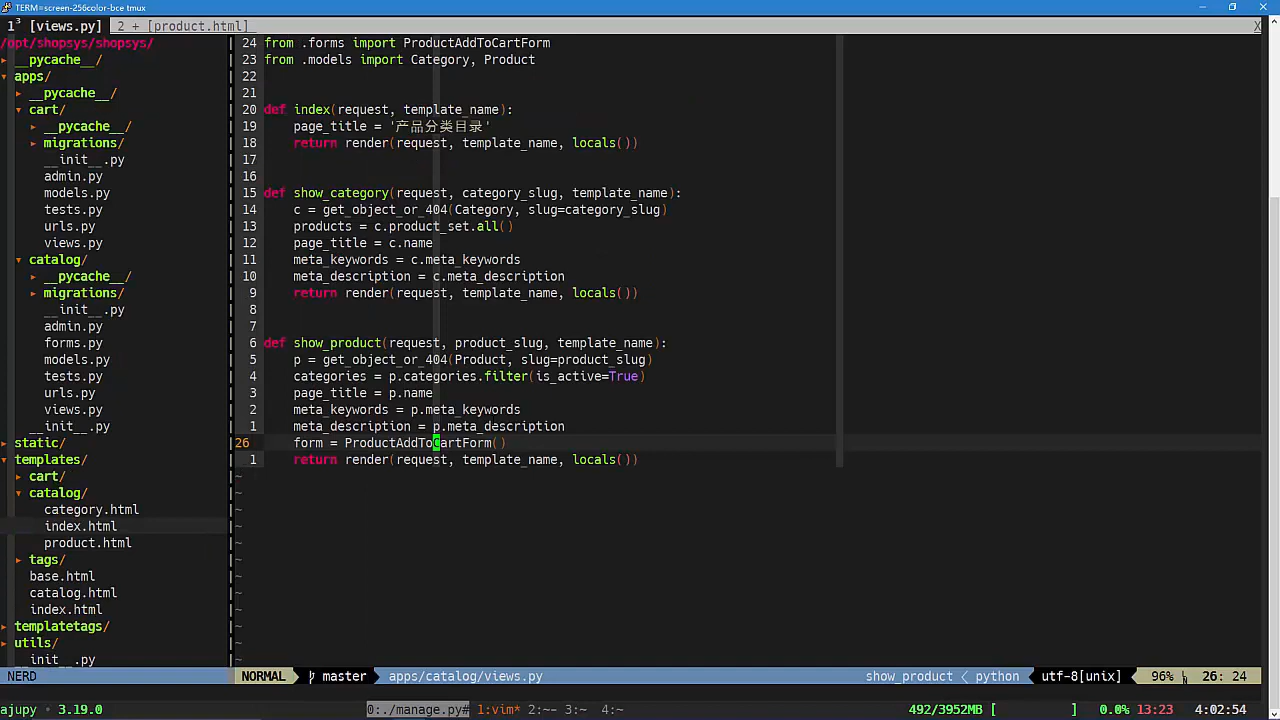 TERM=screen-256color-bce tmux
1³ [views.py] 2 + [product.html] X
/opt/shopsys/shopsys/
▸ __pycache__/
▾ apps/
▸ __pycache__/
▾ cart/
▸ __pycache__/
▸ migrations/
__init__.py
admin.py
models.py
tests.py
urls.py
views.py
▾ catalog/
▸ __pycache__/
▸ migrations/
__init__.py
admin.py
forms.py
models.py
tests.py
urls.py
views.py
__init__.py
▸ static/
▾ templates/
▸ cart/
▾ catalog/
category.html
index.html
product.html
▸ tags/
base.html
catalog.html
index.html
▸ templatetags/
▸ utils/
__init__.py
24 from .forms import ProductAddToCartForm
23 from .models import Category, Product
22
21
20 def index(request, template_name):
19 page_title = '产品分类目录'
18 return render(request, template_name, locals())
17
16
15 def show_category(request, category_slug, template_name):
14 c = get_object_or_404(Category, slug=category_slug)
13 products = c.product_set.all()
12 page_title = c.name
11 meta_keywords = c.meta_keywords
10 meta_description = c.meta_description
9 return render(request, template_name, locals())
8
7
6 def show_product(request, product_slug, template_name):
5 p = get_object_or_404(Product, slug=product_slug)
4 categories = p.categories.filter(is_active=True)
3 page_title = p.name
2 meta_keywords = p.meta_keywords
1 meta_description = p.meta_description
26 form = ProductAddToCartForm()
1 return render(request, template_name, locals())
~
~
~
~
~
~
~
~
~
~
~
~
NERD NORMAL master apps/catalog/views.py show_product python utf-8[unix] 96% 26: 24
ajupy · 3.19.0 0:./manage.py# 1:vim* 2:~- 3:~ 4:~ 492/3952MB [ ] 0.0% 13:23 4:02:54